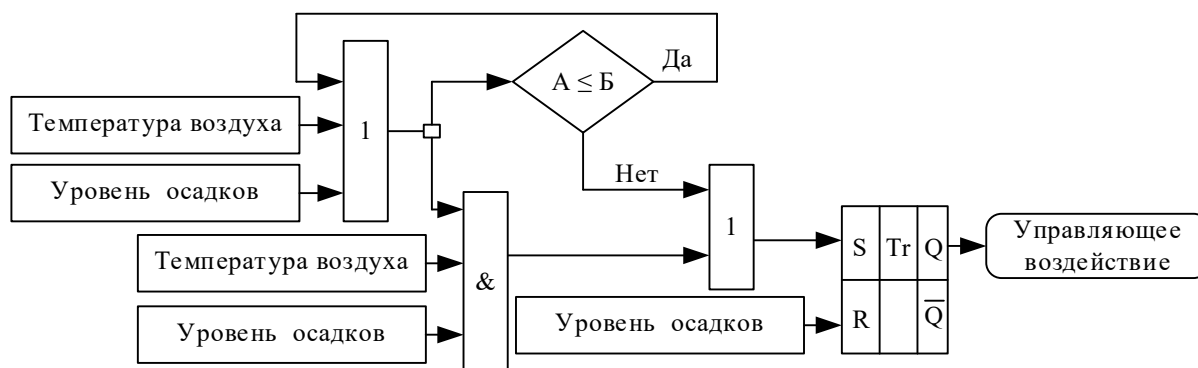 Да
А ≤ Б
Температура воздуха
1
Уровень осадков
Нет
1
Температура воздуха
&
Уровень осадков
Уровень осадков
S Tr Q
R Q̅
Управляющее
воздействие